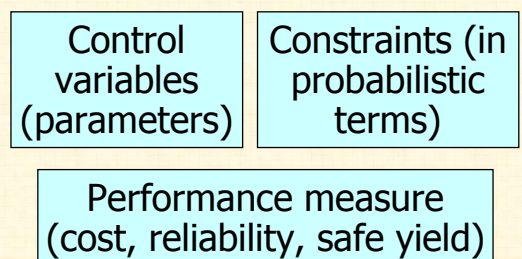 Control
variables
(parameters)
Constraints (in
probabilistic
terms)
Performance measure
(cost, reliability, safe yield)